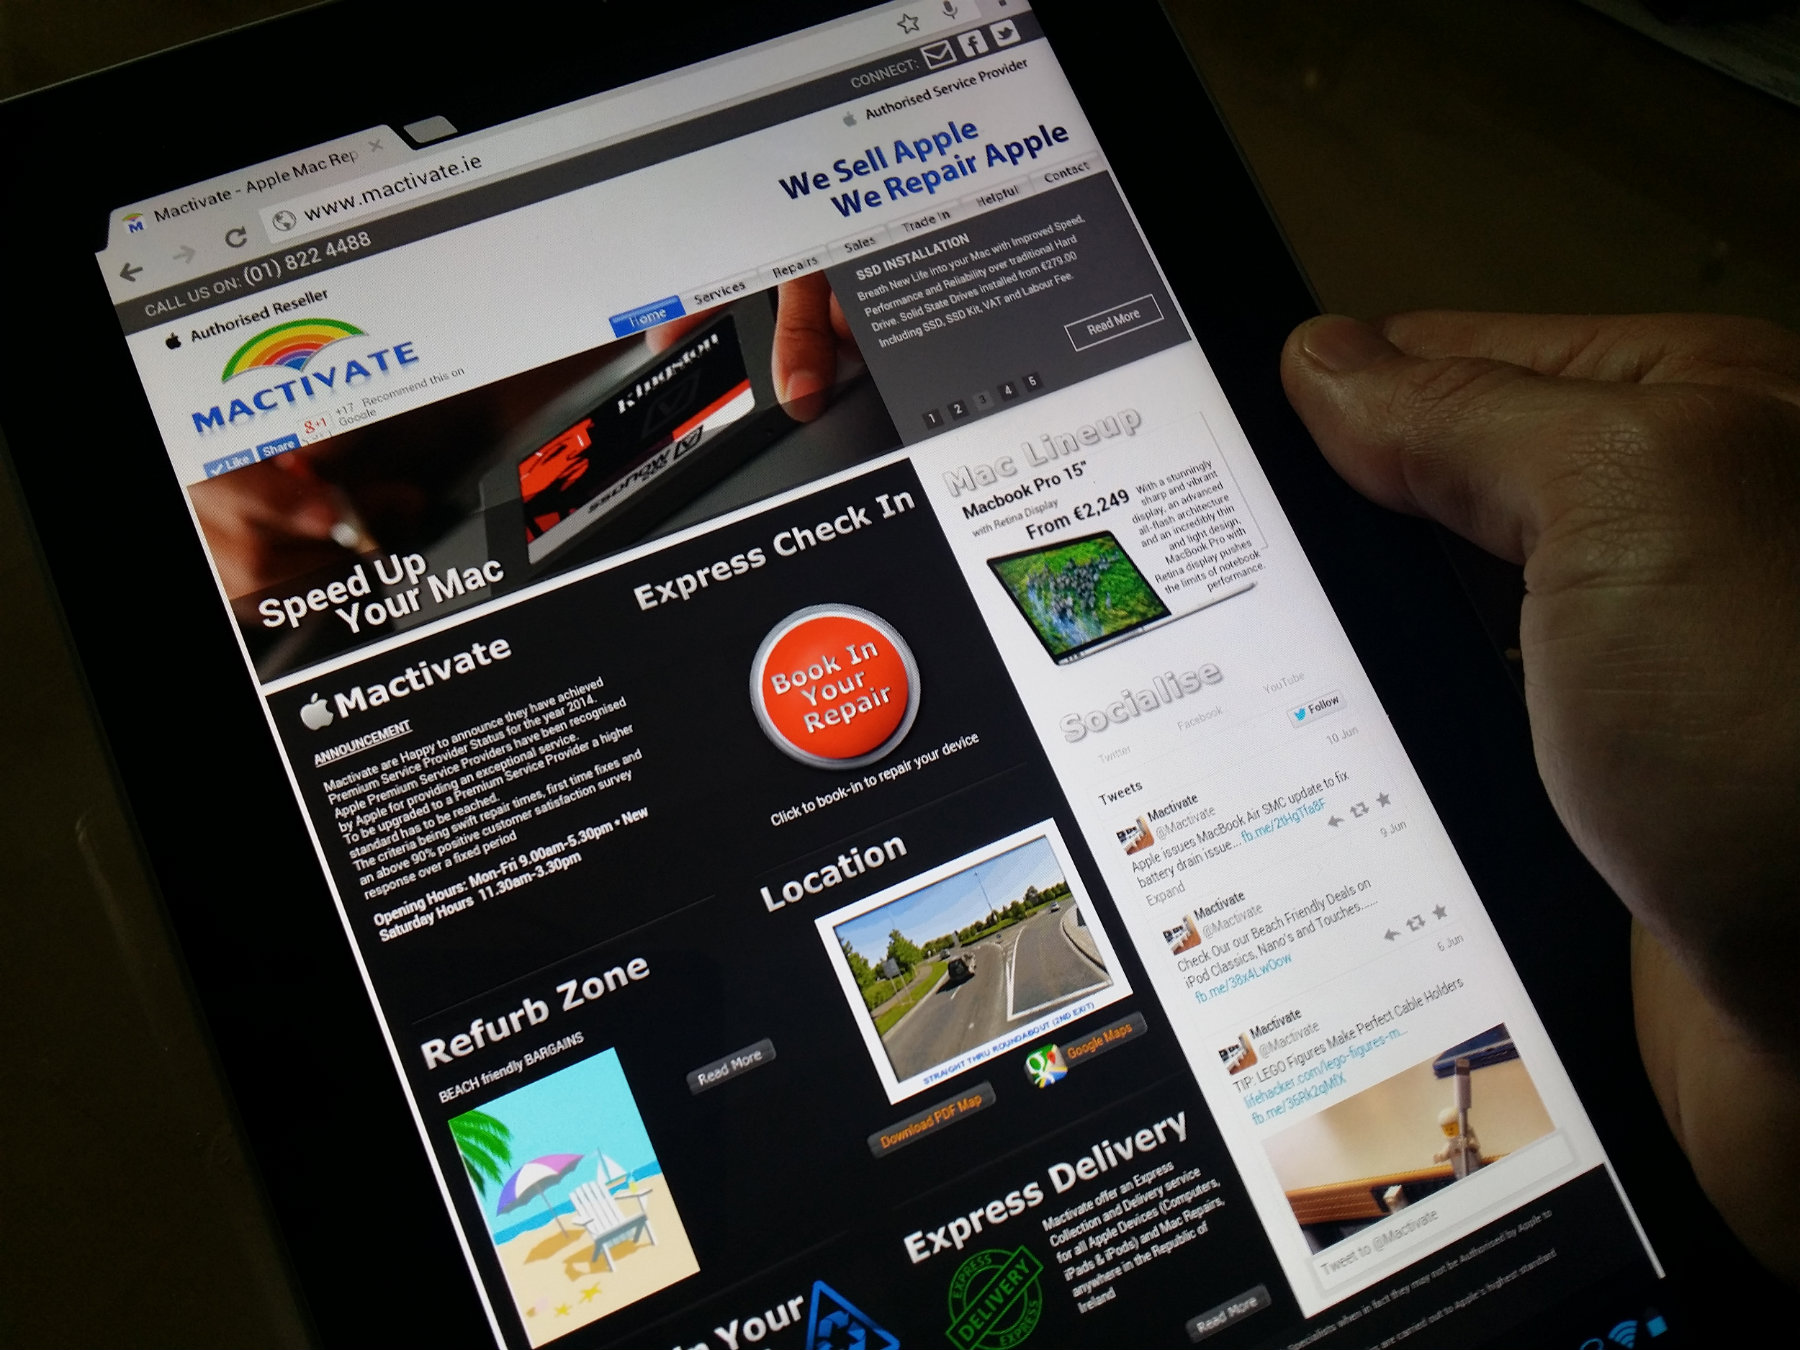 Mactivate - Apple Mac Rep
www.mactivate.ie
CALL US ON: (01) 822 4488
CONNECT:
Authorised Reseller
Authorised Service Provider
MACTIVATE
We Sell Apple
We Repair Apple
Like
Share
8+1
+17 Recommend this on
Google
Home
Services
Repairs
Sales
Trade In
Helpful
Contact
Kingston
Speed Up
Your Mac
SSD INSTALLATION
Breath New Life into your Mac with Improved Speed,
Performance and Reliability over traditional Hard
Drive. Solid State Drives installed from €279.00
Including SSD, SSD Kit, VAT and Labour Fee.
Read More
1 2 3 4 5
Mactivate
ANNOUNCEMENT
Mactivate are Happy to announce they have achieved
Premium Service Provider Status for the year 2014.
Apple Premium Service Providers have been recognised
by Apple for providing an exceptional service.
To be upgraded to a Premium Service Provider a higher
standard has to be reached.
The criteria being swift repair times, first time fixes and
an above 90% positive customer satisfaction survey
response over a fixed period
Opening Hours: Mon-Fri 9.00am-5.30pm • New
Saturday Hours 11.30am-3.30pm
Express Check In
Book In
Your
Repair
Click to book-in to repair your device
Mac Lineup
Macbook Pro 15"
with Retina Display
From €2,249
With a stunningly
sharp and vibrant
display, and advanced
all-flash architecture
and an incredibly thin
and light design,
MacBook Pro with
Retina display pushes
the limits of notebook
performance.
Location
STRAIGHT THRU ROUNDABOUT (2ND EXIT)
Download PDF Map
Google Maps
Socialise
Twitter
Facebook
YouTube
Tweets
Follow
Mactivate
@Mactivate
10 Jun
Apple issues MacBook Air SMC update to fix
battery drain issue... fb.me/2tHgTfa8F
Expand
Mactivate
@Mactivate
9 Jun
Check Our our Beach Friendly Deals on
iPod Classics, Nano's and Touches......
fb.me/38x4LwOow
Mactivate
@Mactivate
6 Jun
TIP: LEGO Figures Make Perfect Cable Holders
lifehacker.com/lego-figures-m...
fb.me/36Rk2qMfX
Tweet to @Mactivate
Refurb Zone
BEACH friendly BARGAINS
Read More
Express Delivery
Mactivate offer an Express
Collection and Delivery service
for all Apple Devices (Computers,
iPads & iPods) and Mac Repairs,
anywhere in the Republic of
Ireland
EXPRESS
DELIVERY
EXPRESS
Read More
in Your
Specialists when in fact they may not be Authorised by Apple to
are carried out to Apple's highest standard